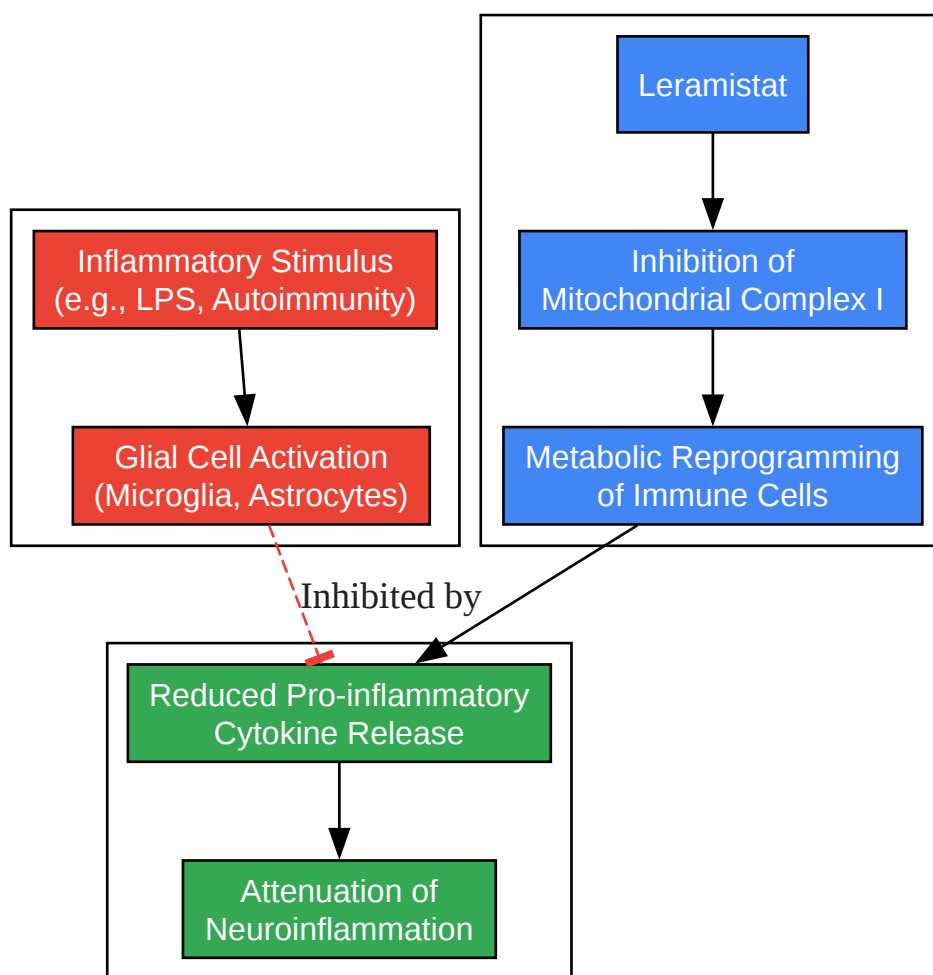 Leramistat
Inflammatory Stimulus
(e.g., LPS, Autoimmunity)
Inhibition of
Mitochondrial Complex I
Glial Cell Activation
(Microglia, Astrocytes)
Metabolic Reprogramming
of Immune Cells
Inhibited by
Reduced Pro-inflammatory
Cytokine Release
Attenuation of
Neuroinflammation